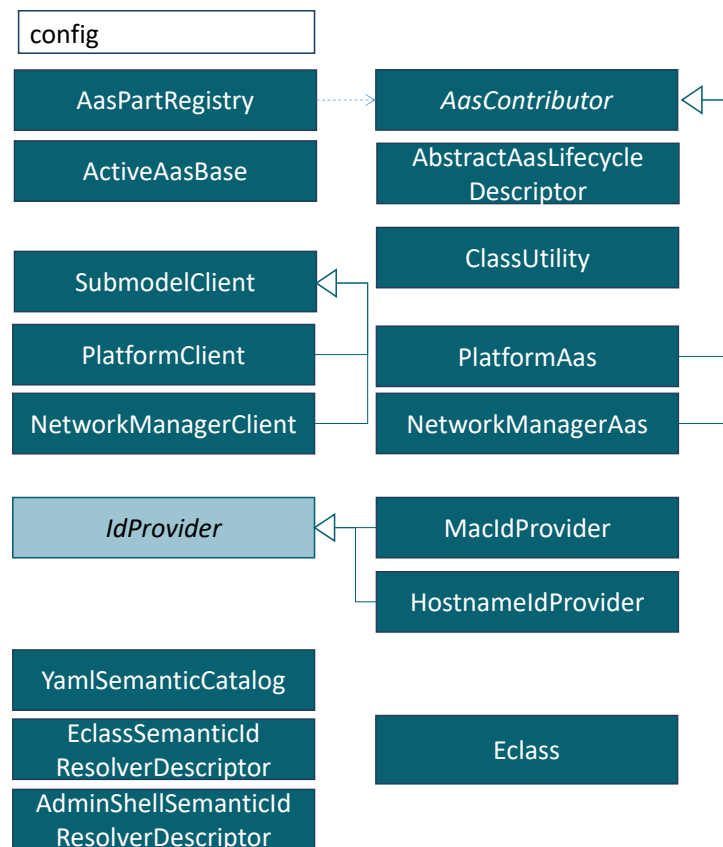 config
AasPartRegistry
AasContributor
ActiveAasBase
AbstractAasLifecycle
Descriptor
SubmodelClient
ClassUtility
PlatformClient
PlatformAas
NetworkManagerClient
NetworkManagerAas
IdProvider
MacIdProvider
HostnameIdProvider
YamlSemanticCatalog
EclassSemanticId
ResolverDescriptor
Eclass
AdminShellSemanticId
ResolverDescriptor